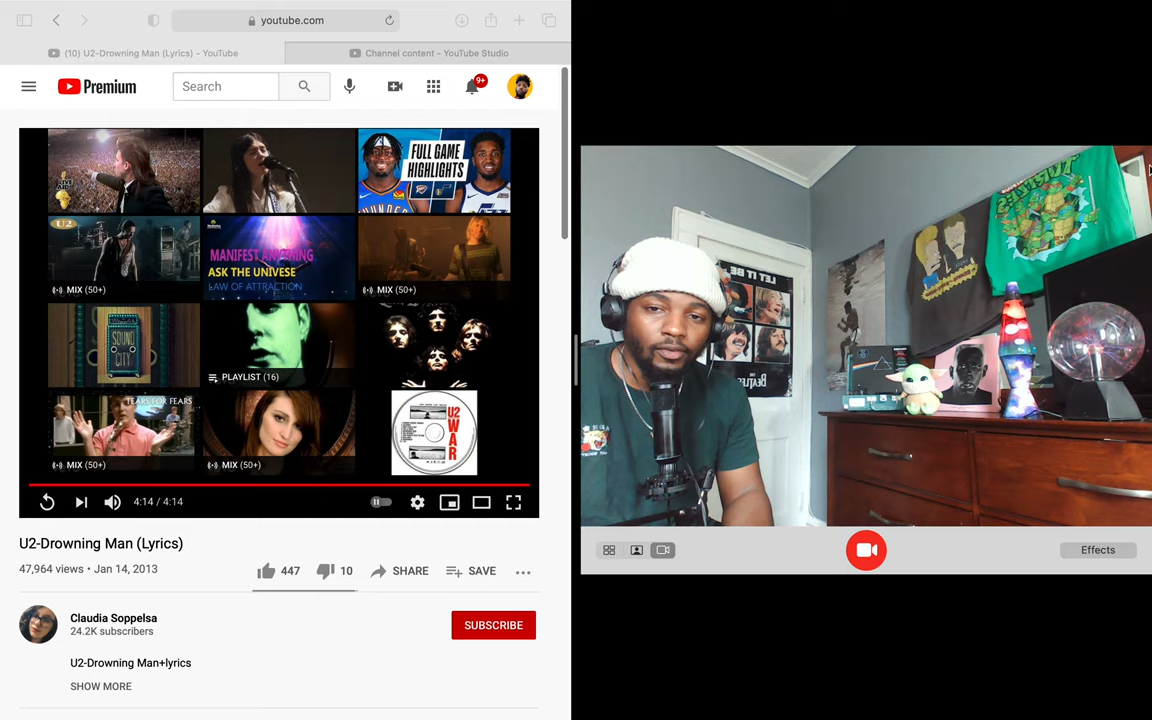 youtube.com
(10) U2-Drowning Man (Lyrics) - YouTube
Channel content - YouTube Studio
Premium
Search
9+
FULL GAME
HIGHLIGHTS
THUNDER
U2
MIX (50+)
MANIFEST ANYTHING
ASK THE UNIVESE
LAW OF ATTRACTION
MIX (50+)
SOUND
CITY
PLAYLIST (16)
TEARS FOR FEARS
MIX (50+)
MIX (50+)
U2
WAR
4:14 / 4:14
U2-Drowning Man (Lyrics)
47,964 views • Jan 14, 2013
447
10
SHARE
SAVE
Claudia Soppelsa
24.2K subscribers
SUBSCRIBE
U2-Drowning Man+lyrics
SHOW MORE
LET IT BE
BEATLES
TURTLES
Effects